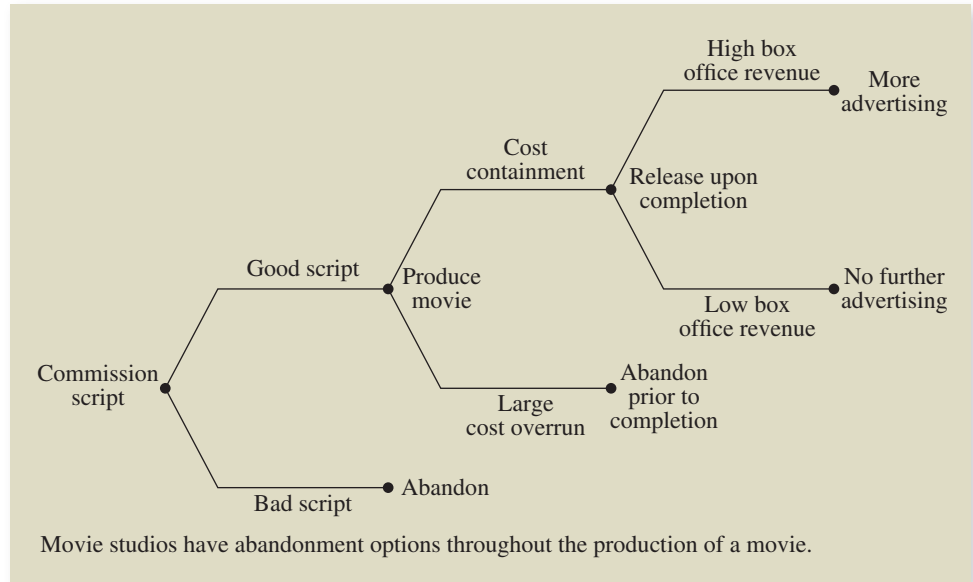 High box
office revenue
More
advertising
Cost
containment
Release upon
completion
Good script
Produce
movie
No further
advertising
Low box
office revenue
Commission
script
Abandon
prior to
completion
Large
cost overrun
Abandon
Bad script
Movie studios have abandonment options throughout the production of a movie.